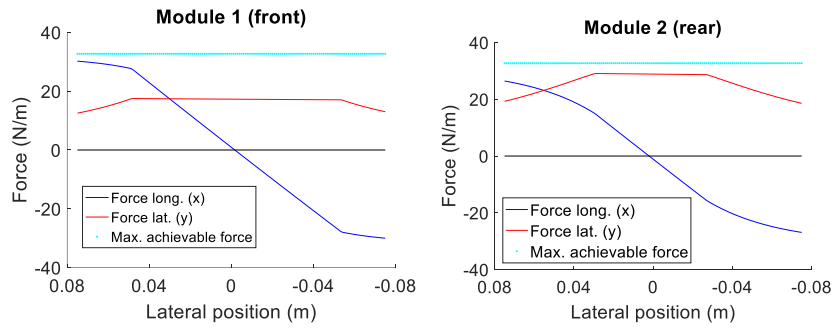 Module 1 (front)
40
20
0
-20
-40
Force (N/m)
Force long. (x)
Force lat. (y)
Max. achievable force
0.08
0.04
0
-0.04
-0.08
Lateral position (m)
Module 2 (rear)
40
20
0
-20
-40
Force (N/m)
Force long. (x)
Force lat. (y)
Max. achievable force
0.08
0.04
0
-0.04
-0.08
Lateral position (m)